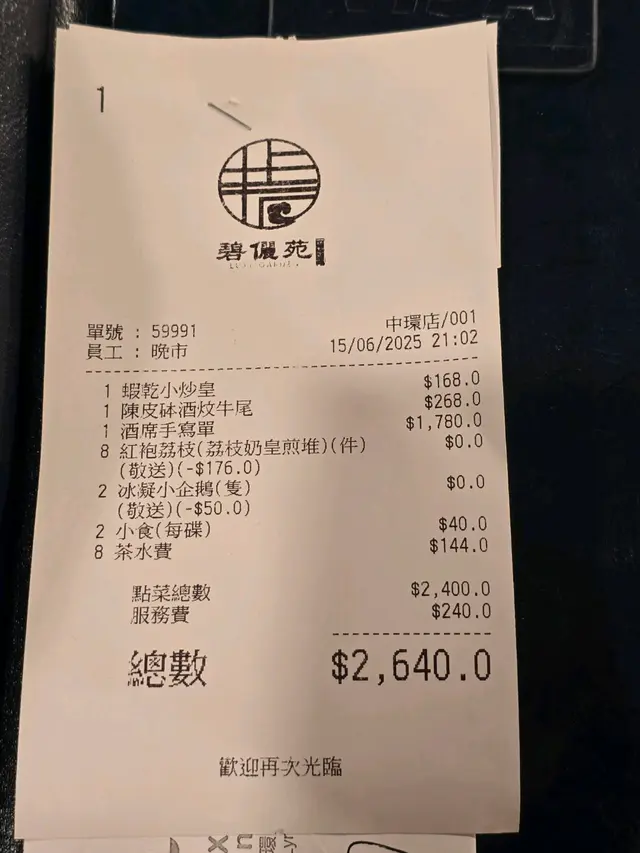 1
碧儷苑
單號 : 59991
中環店/001
員工 : 晚市
15/06/2025 21:02
1 蝦乾小炒皇 $168.0
1 陳皮砵酒炆牛尾 $268.0
1 酒席手寫單 $1,780.0
8 紅袍荔枝(荔枝奶皇煎堆)(件) $0.0
(敬送)(-$176.0)
2 冰凝小企鵝(隻) $0.0
(敬送)(-$50.0)
2 小食(每碟) $40.0
8 茶水費 $144.0
點菜總數 $2,400.0
服務費 $240.0
總數 $2,640.0
歡迎再次光臨